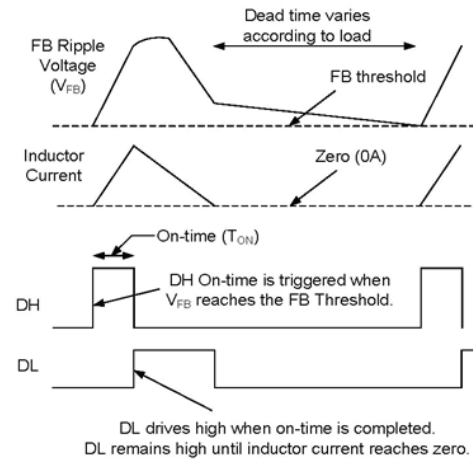 Dead time varies
according to load
FB Ripple
Voltage
(VFB)
FB threshold
Inductor
Current
Zero (0A)
On-time (TON)
DH On-time is triggered when
VFB reaches the FB Threshold.
DH
DL
DL drives high when on-time is completed.
DL remains high until inductor current reaches zero.